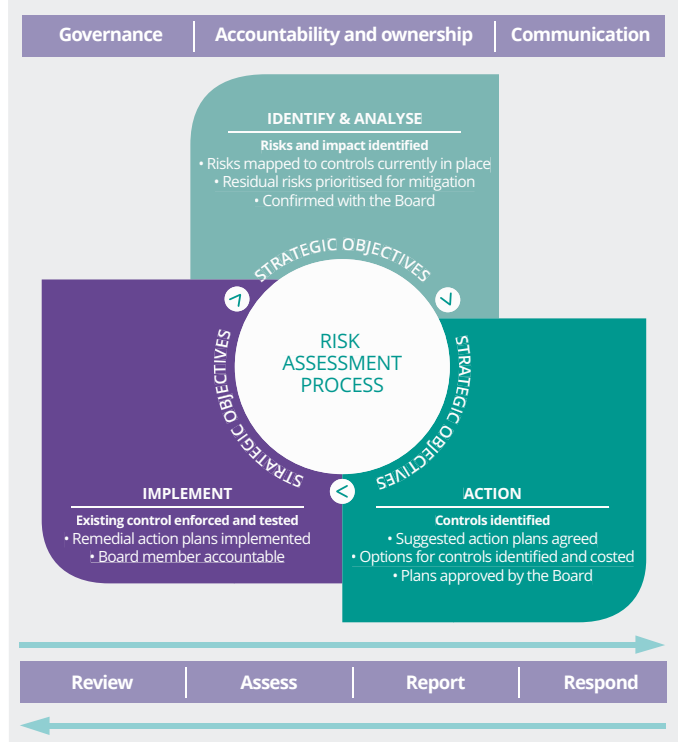 Governance
Accountability and ownership
Communication
IDENTIFY & ANALYSE
Risks and impact identified
• Risks mapped to controls currently in place
• Residual risks prioritised for mitigation
• Confirmed with the Board
STRATEGIC OBJECTIVES
STRATEGIC OBJECTIVES
STRATEGIC OBJECTIVES
RISK
ASSESSMENT
PROCESS
IMPLEMENT
Existing control enforced and tested
• Remedial action plans implemented
• Board member accountable
ACTION
Controls identified
• Suggested action plans agreed
• Options for controls identified and costed
• Plans approved by the Board
Review
Assess
Report
Respond